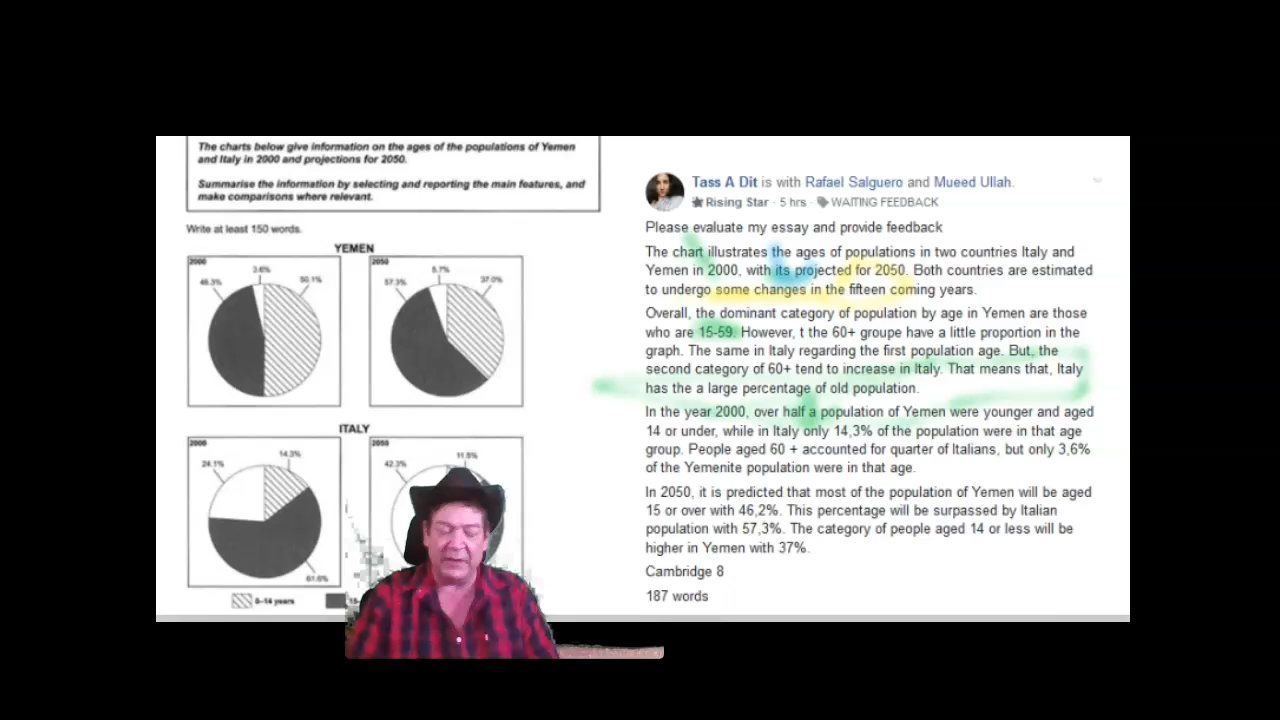 The charts below give information on the ages of the populations of Yemen
and Italy in 2000 and projections for 2050.
Summarise the information by selecting and reporting the main features, and
make comparisons where relevant.
Write at least 150 words.
YEMEN
2000
3.6%
46.3%
50.1%
2050
5.7%
57.3%
37.0%
ITALY
2000
14.3%
24.1%
61.6%
2050
11.5%
42.3%
0-14 years
15-
Tass A Dit is with Rafael Salguero and Mueed Ullah.
Rising Star · 5 hrs · WAITING FEEDBACK
Please evaluate my essay and provide feedback
The chart illustrates the ages of populations in two countries Italy and
Yemen in 2000, with its projected for 2050. Both countries are estimated
to undergo some changes in the fifteen coming years.
Overall, the dominant category of population by age in Yemen are those
who are 15-59. However, t the 60+ groupe have a little proportion in the
graph. The same in Italy regarding the first population age. But, the
second category of 60+ tend to increase in Italy. That means that, Italy
has the a large percentage of old population.
In the year 2000, over half a population of Yemen were younger and aged
14 or under, while in Italy only 14,3% of the population were in that age
group. People aged 60 + accounted for quarter of Italians, but only 3,6%
of the Yemenite population were in that age.
In 2050, it is predicted that most of the population of Yemen will be aged
15 or over with 46,2%. This percentage will be surpassed by Italian
population with 57,3%. The category of people aged 14 or less will be
higher in Yemen with 37%.
Cambridge 8
187 words